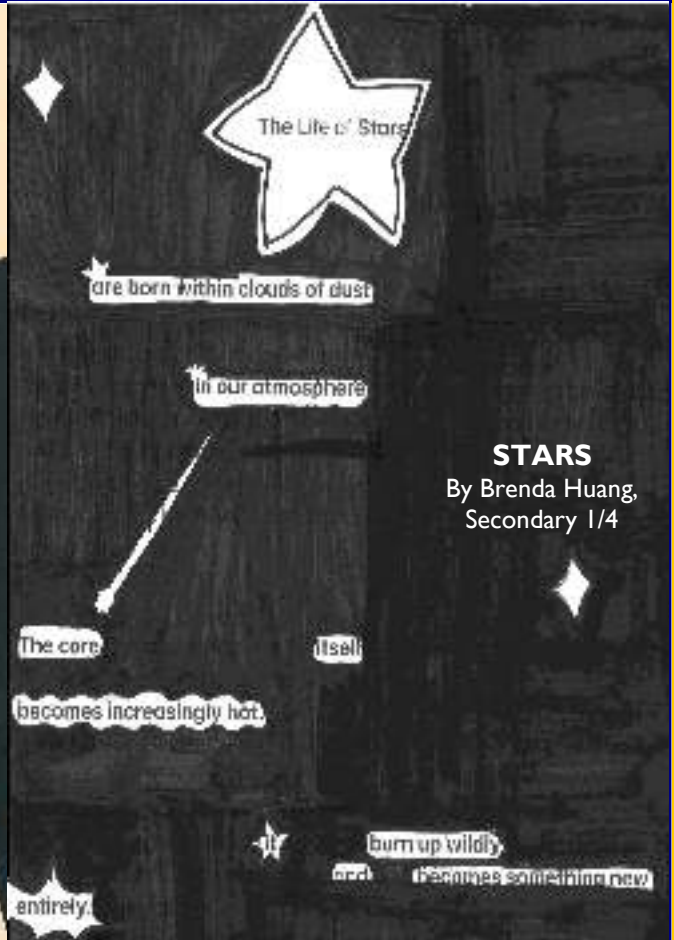 The Life of Stars
are born within clouds of dust
in our atmosphere
STARS
By Brenda Huang,
Secondary 1/4
The core itself
becomes increasingly hot.
it burn up wildly
and becomes something new
entirely.